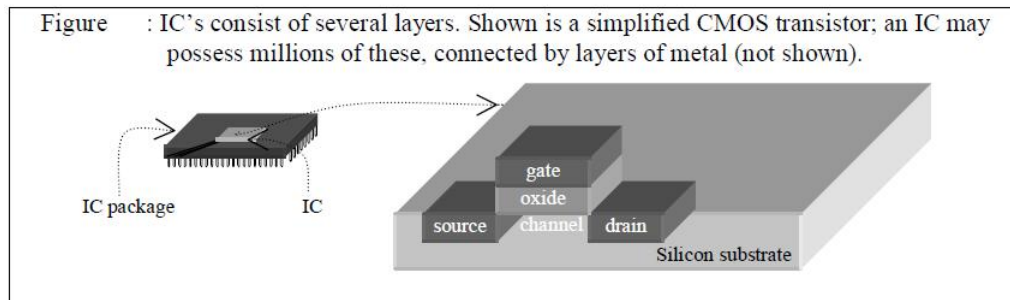 Figure : IC's consist of several layers. Shown is a simplified CMOS transistor; an IC may
possess millions of these, connected by layers of metal (not shown).
gate
oxide
IC package
IC
source
channel
drain
Silicon substrate